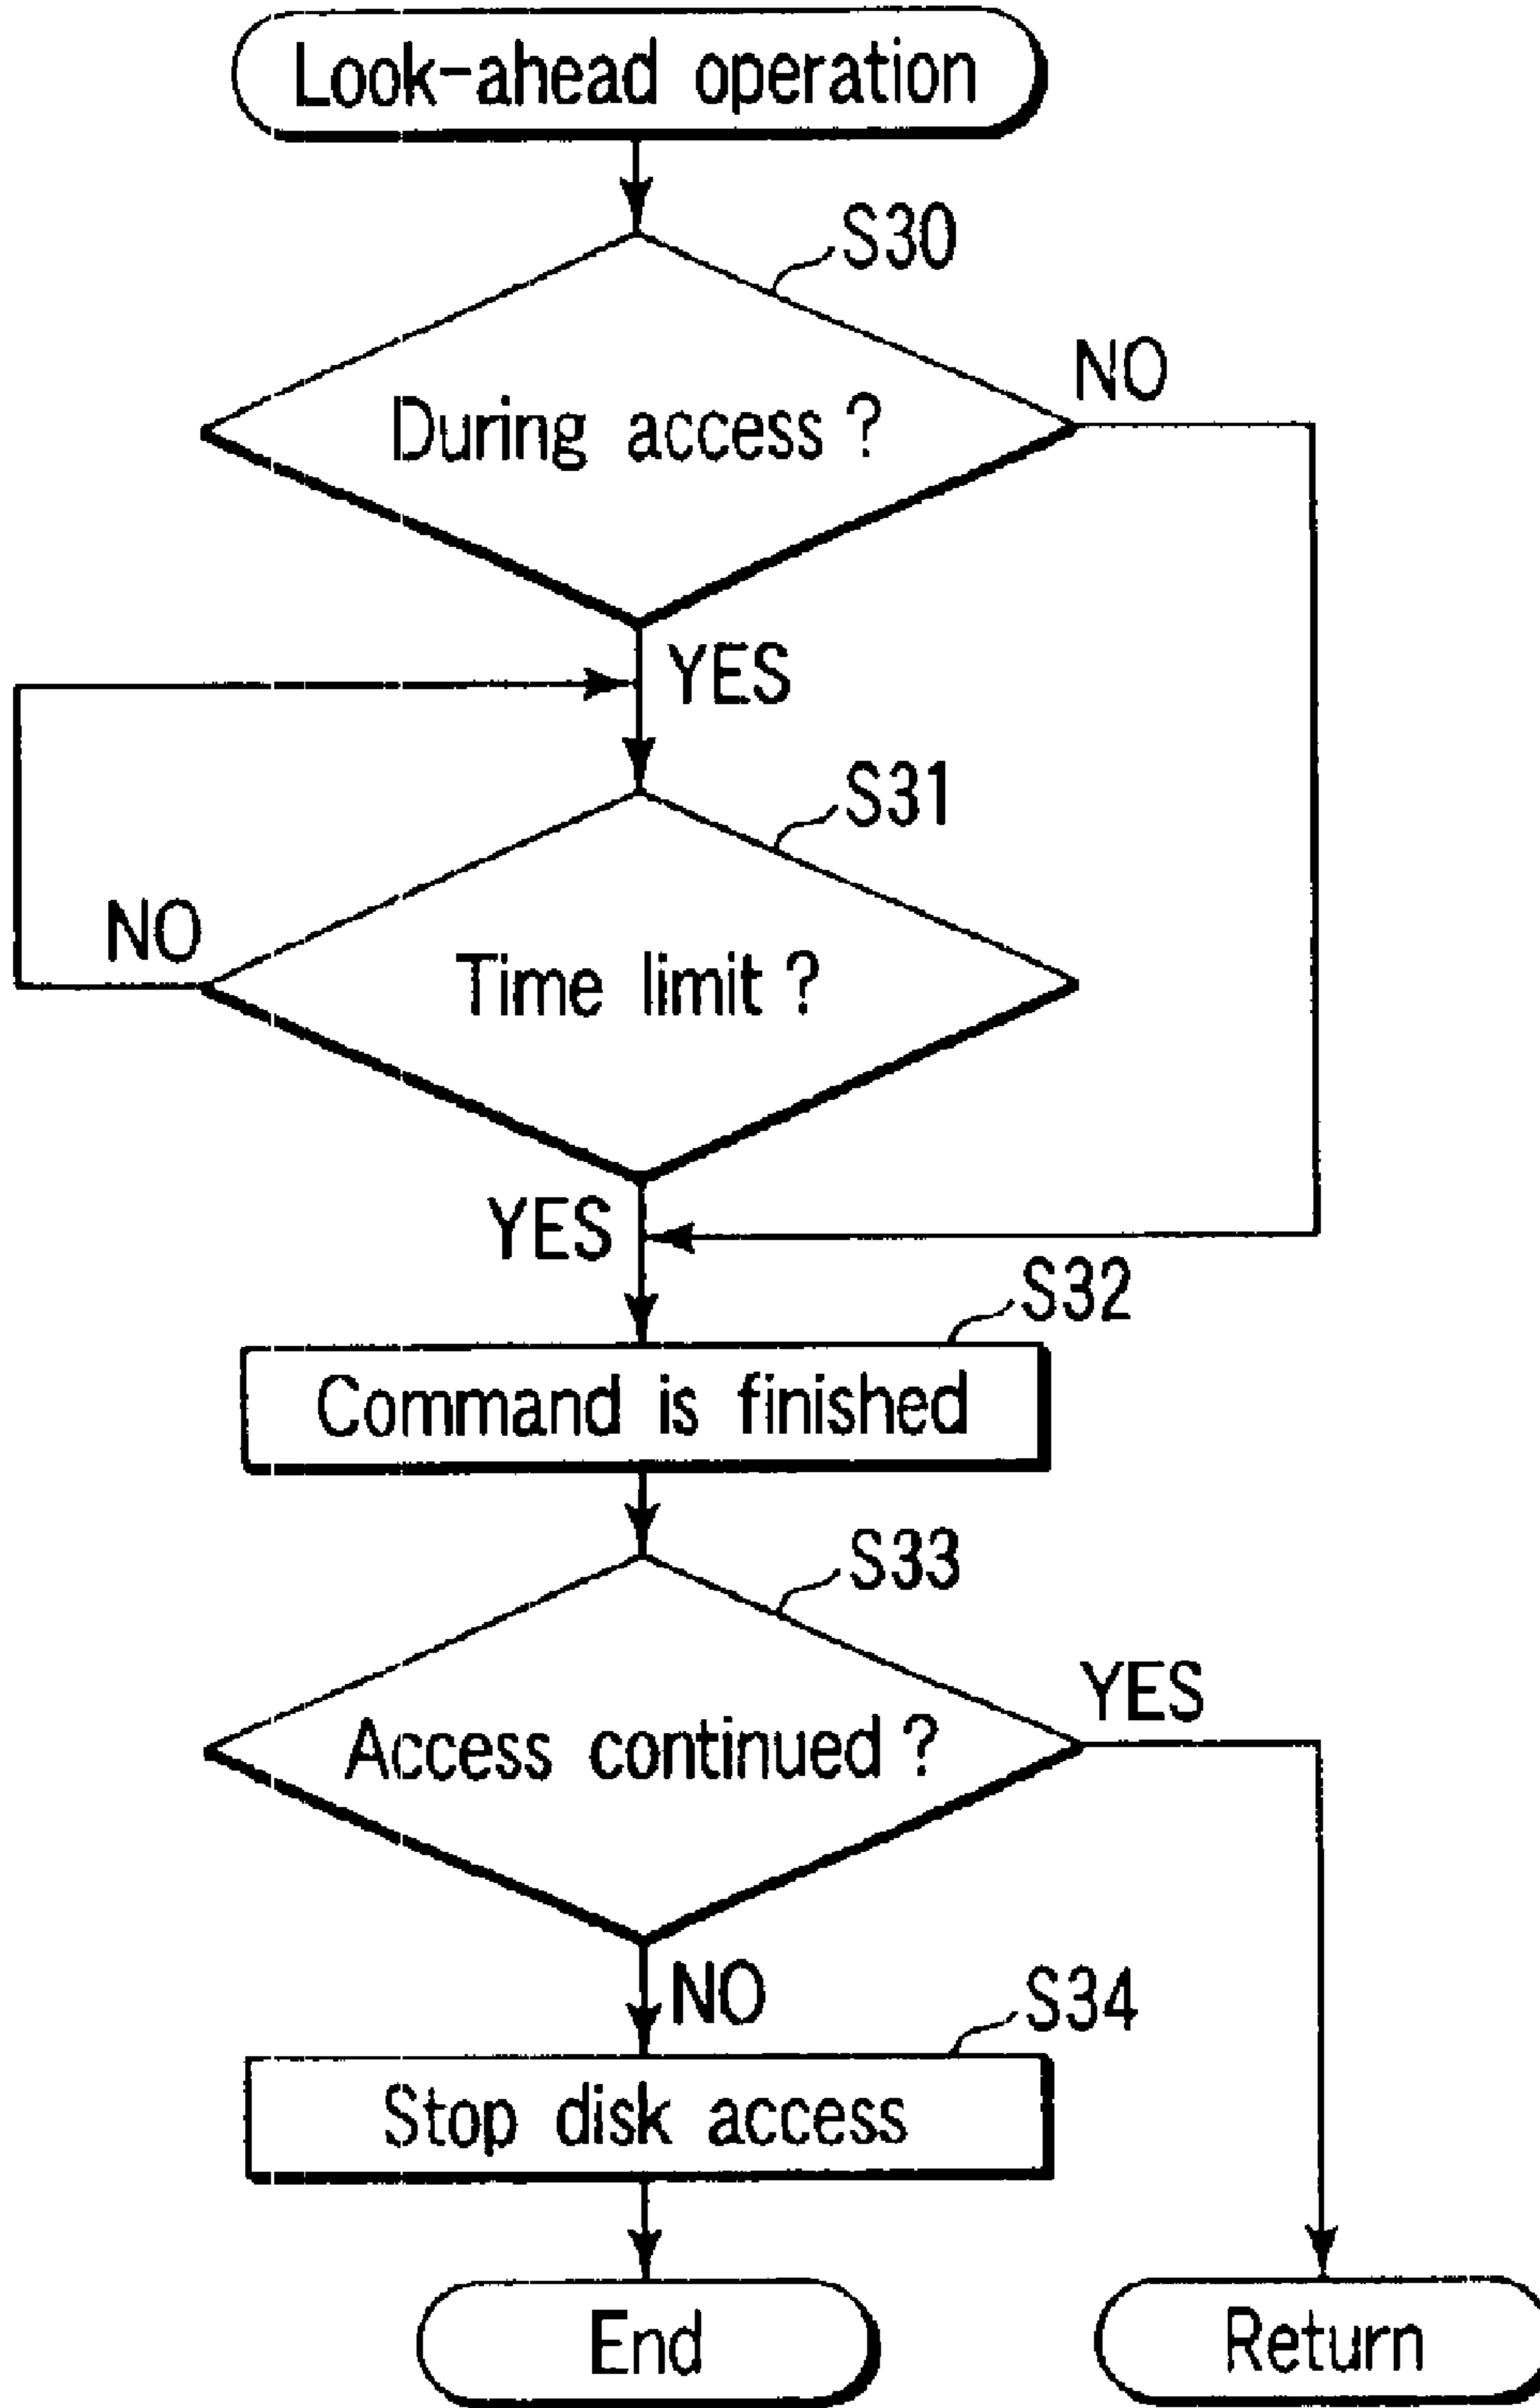 Look-ahead operation
S30
During access ?
NO
YES
S31
NO
Time limit ?
YES
S32
Command is finished
S33
Access continued ?
YES
NO
S34
Stop disk access
End
Return